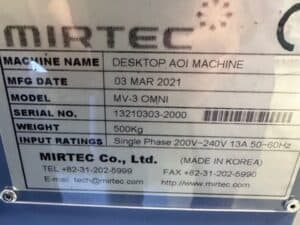 MIRTEC
MACHINE NAME DESKTOP AOI MACHINE
MFG DATE 03 MAR 2021
MODEL MV-3 OMNI
SERIAL NO. 13210303-2000
WEIGHT 500Kg
INPUT RATINGS Single Phase 200V~240V 13A 50~60Hz
MIRTEC Co., Ltd. (MADE IN KOREA)
TEL +82-31-202-5999 FAX +82-31-202-5990
E-mail tech@mirtec.com http://www.mirtec.com